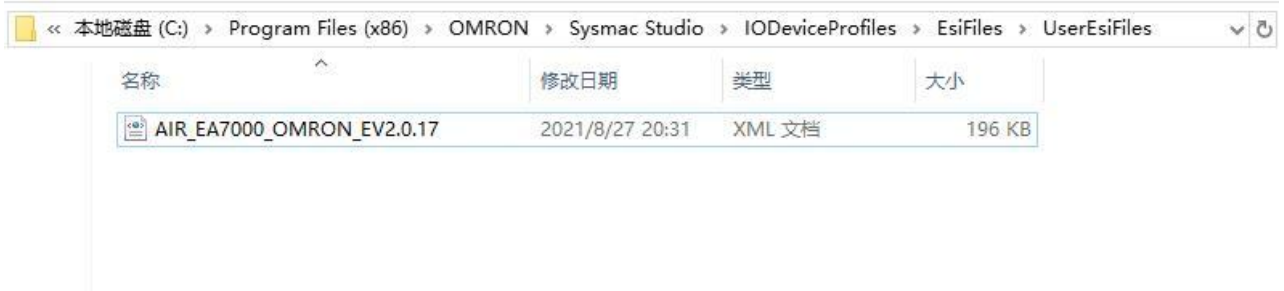 « 本地磁盘 (C:) › Program Files (x86) › OMRON › Sysmac Studio › IODeviceProfiles › EsiFiles › UserEsiFiles
名称 修改日期 类型 大小
AIR_EA7000_OMRON_EV2.0.17 2021/8/27 20:31 XML 文档 196 KB